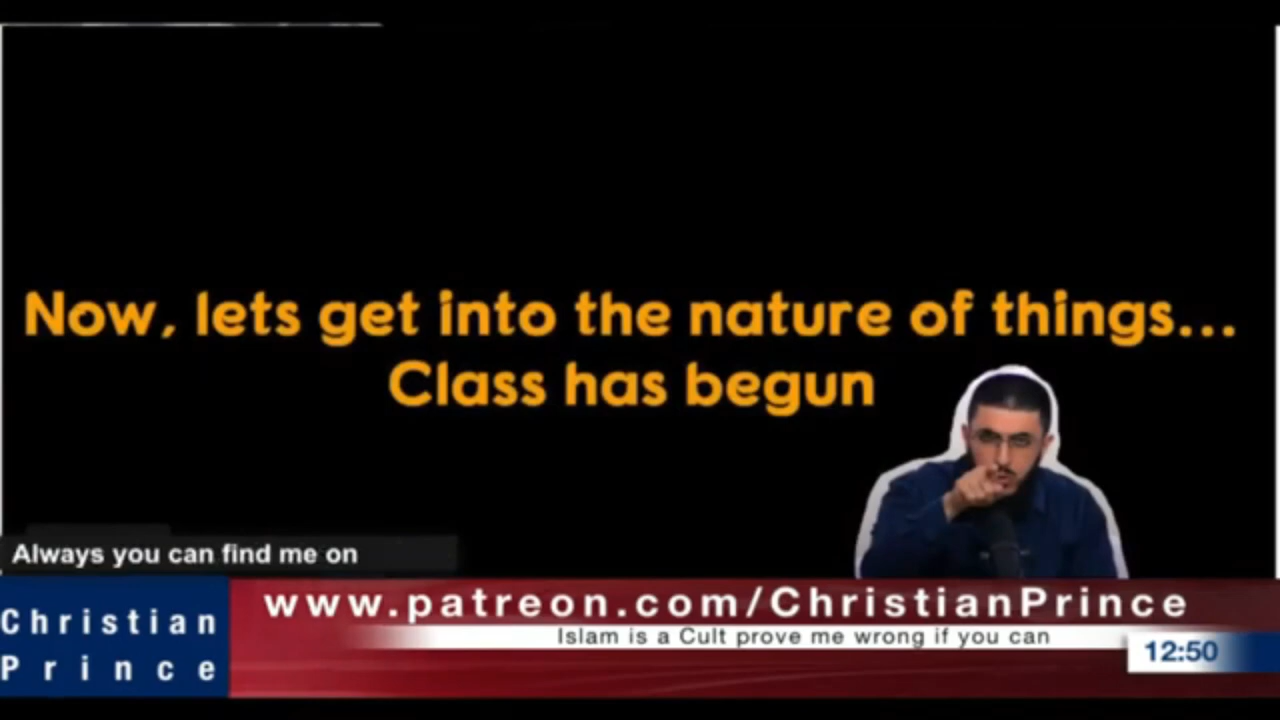 Now, lets get into the nature of things...
Class has begun
Always you can find me on
www.patreon.com/ChristianPrince
Islam is a Cult prove me wrong if you can
Christian
Prince
12:50